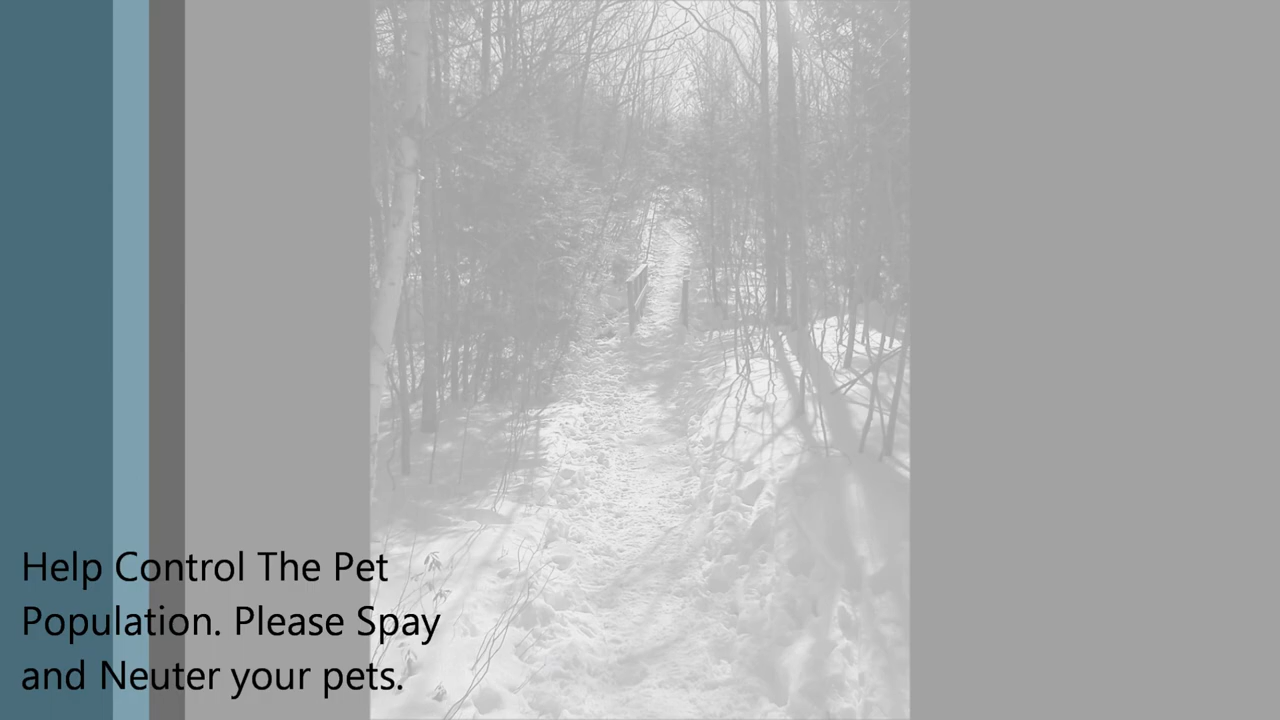 Help Control The Pet
Population. Please Spay
and Neuter your pets.